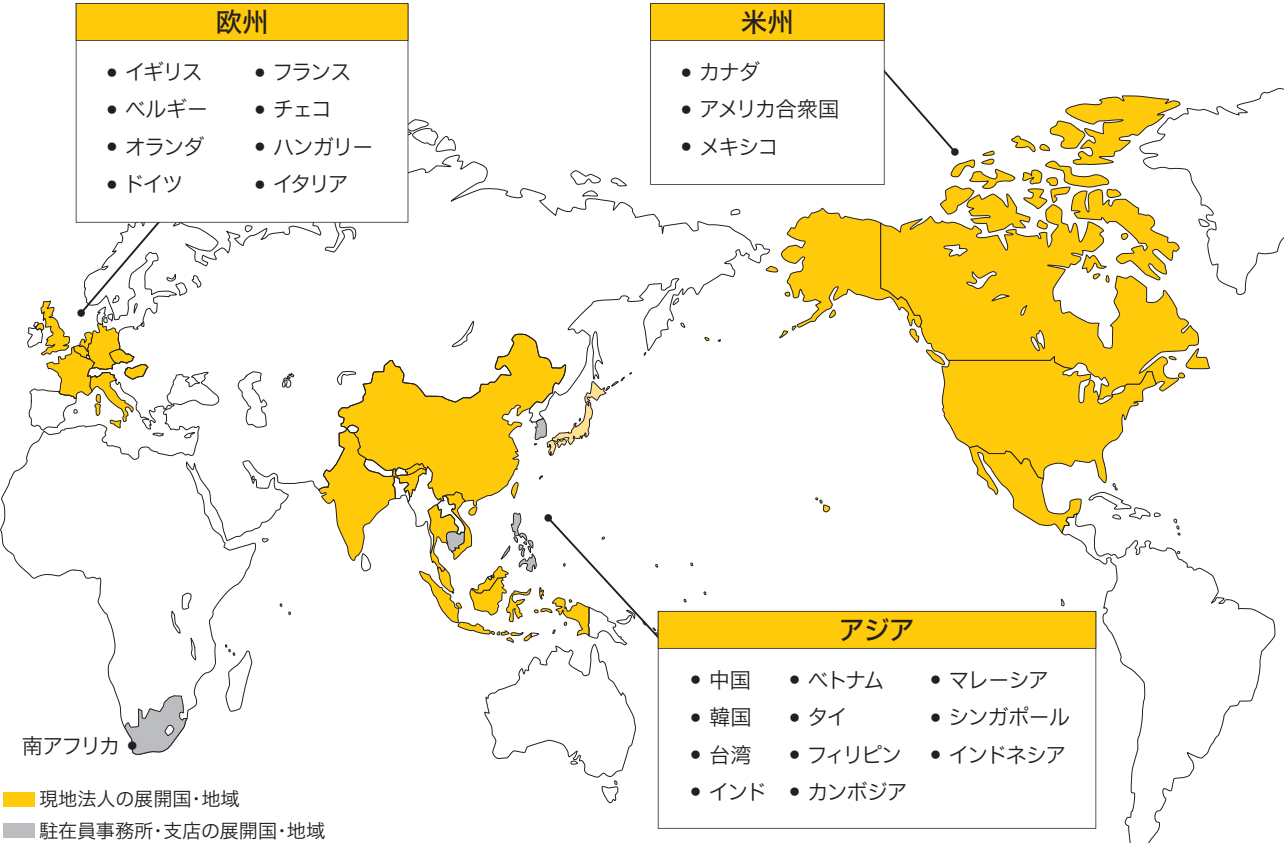 欧州
• イギリス
• フランス
• ベルギー
• チェコ
• オランダ
• ハンガリー
• ドイツ
• イタリア
米州
• カナダ
• アメリカ合衆国
• メキシコ
アジア
• 中国
• ベトナム
• マレーシア
• 韓国
• タイ
• シンガポール
• 台湾
• フィリピン
• インドネシア
• インド
• カンボジア
南アフリカ
現地法人の展開国・地域
駐在員事務所・支店の展開国・地域